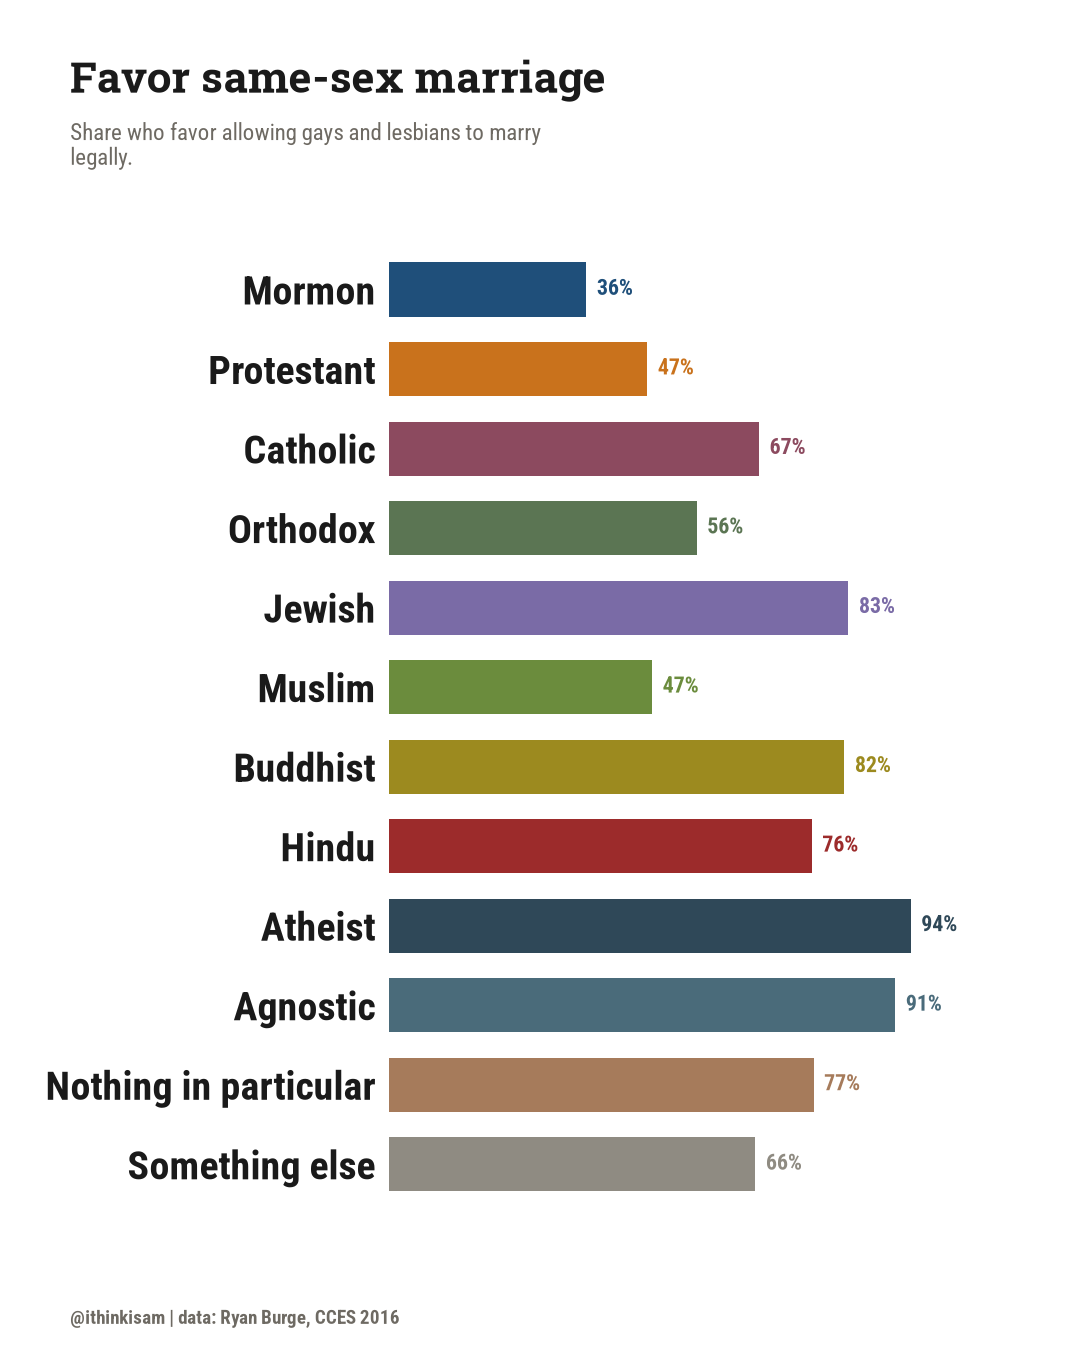 Favor same-sex marriage
Share who favor allowing gays and lesbians to marry
legally.
Mormon 36%
Protestant 47%
Catholic 67%
Orthodox 56%
Jewish 83%
Muslim 47%
Buddhist 82%
Hindu 76%
Atheist 94%
Agnostic 91%
Nothing in particular 77%
Something else 66%
@ithinkisam | data: Ryan Burge, CCES 2016